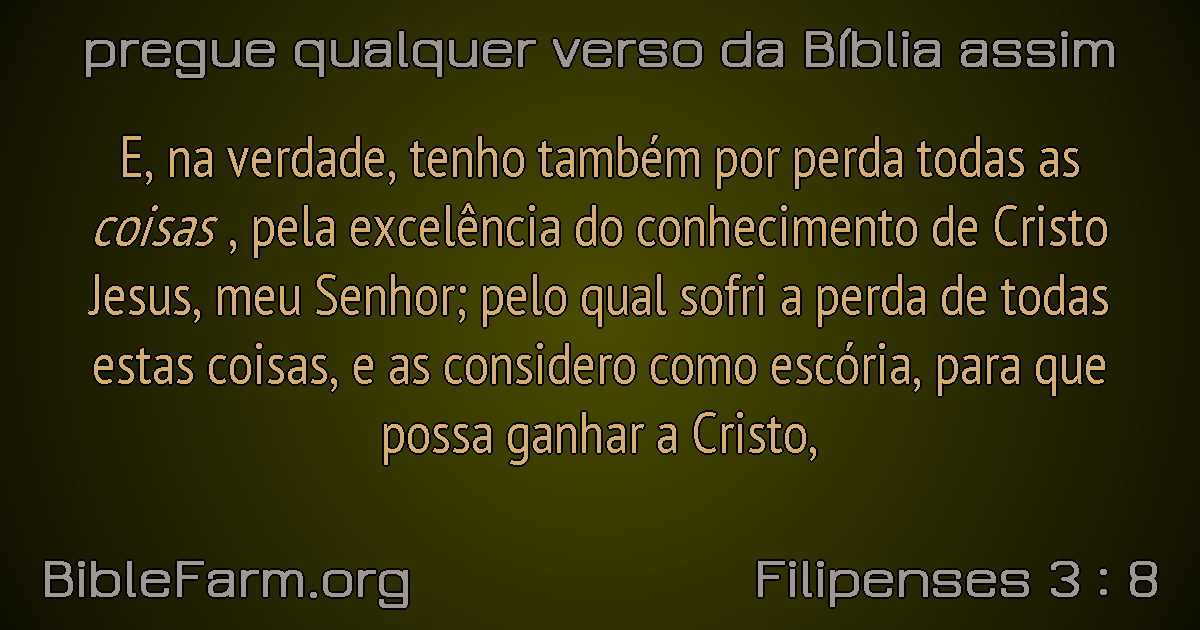 pregue qualquer verso da Bíblia assim
E, na verdade, tenho também por perda todas as
coisas , pela excelência do conhecimento de Cristo
Jesus, meu Senhor; pelo qual sofri a perda de todas
estas coisas, e as considero como escória, para que
possa ganhar a Cristo,
BibleFarm.org
Filipenses 3 : 8